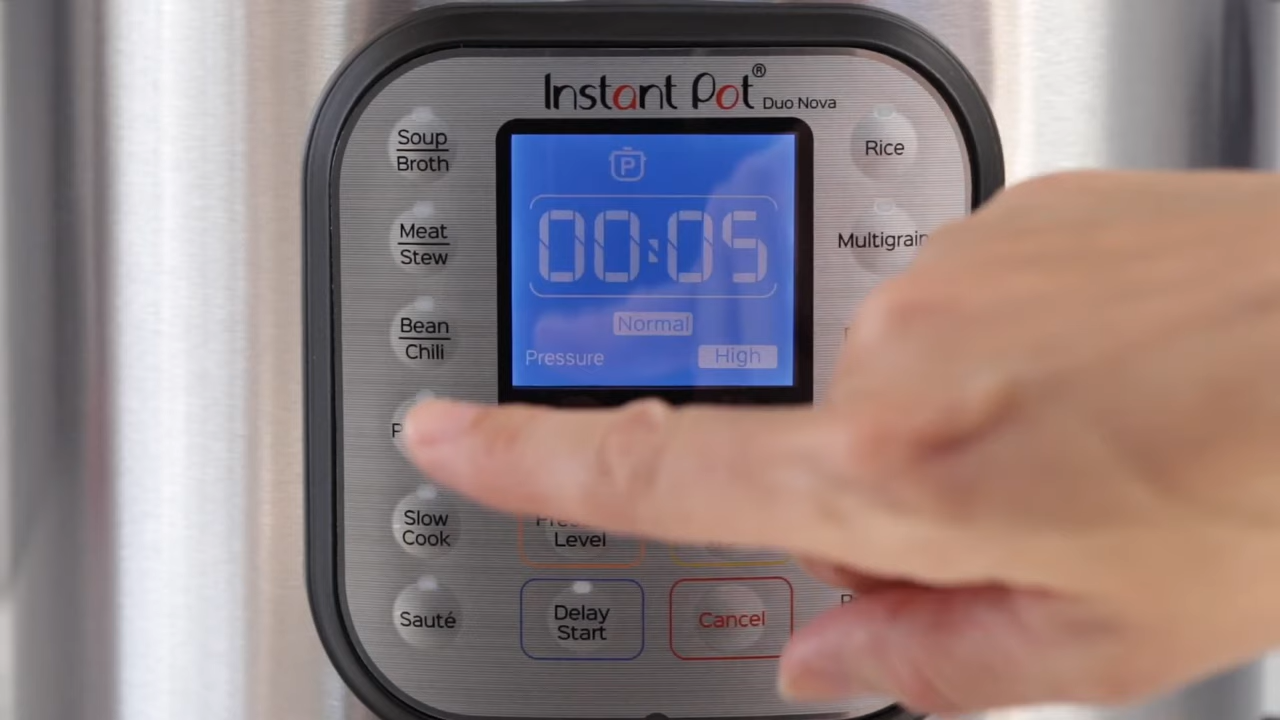 Instant Pot®
Duo Nova
Soup
Broth
Meat
Stew
Bean
Chili
Slow
Cook
Sauté
P
00:05
Normal
Pressure High
Level
Delay
Start
Cancel
Rice
Multigrain